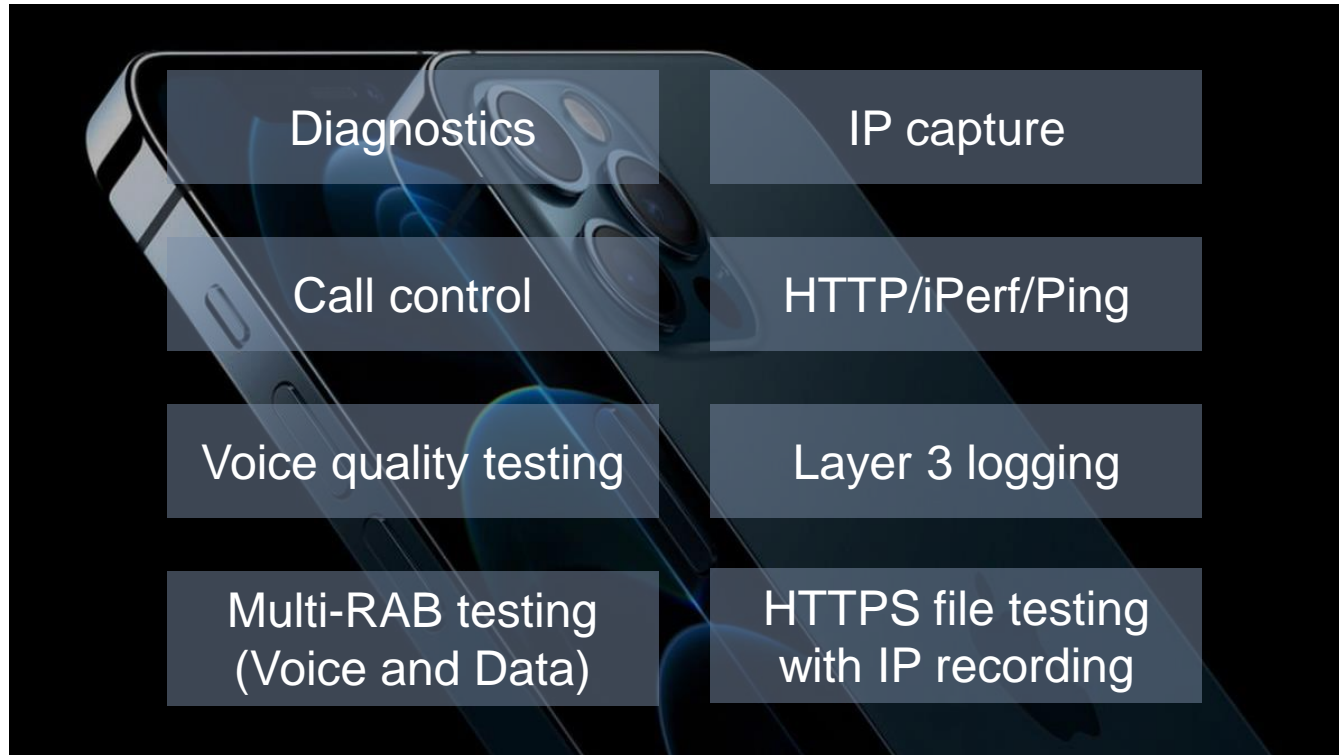 Diagnostics
IP capture
Call control
HTTP/iPerf/Ping
Voice quality testing
Layer 3 logging
Multi-RAB testing
(Voice and Data)
HTTPS file testing
with IP recording